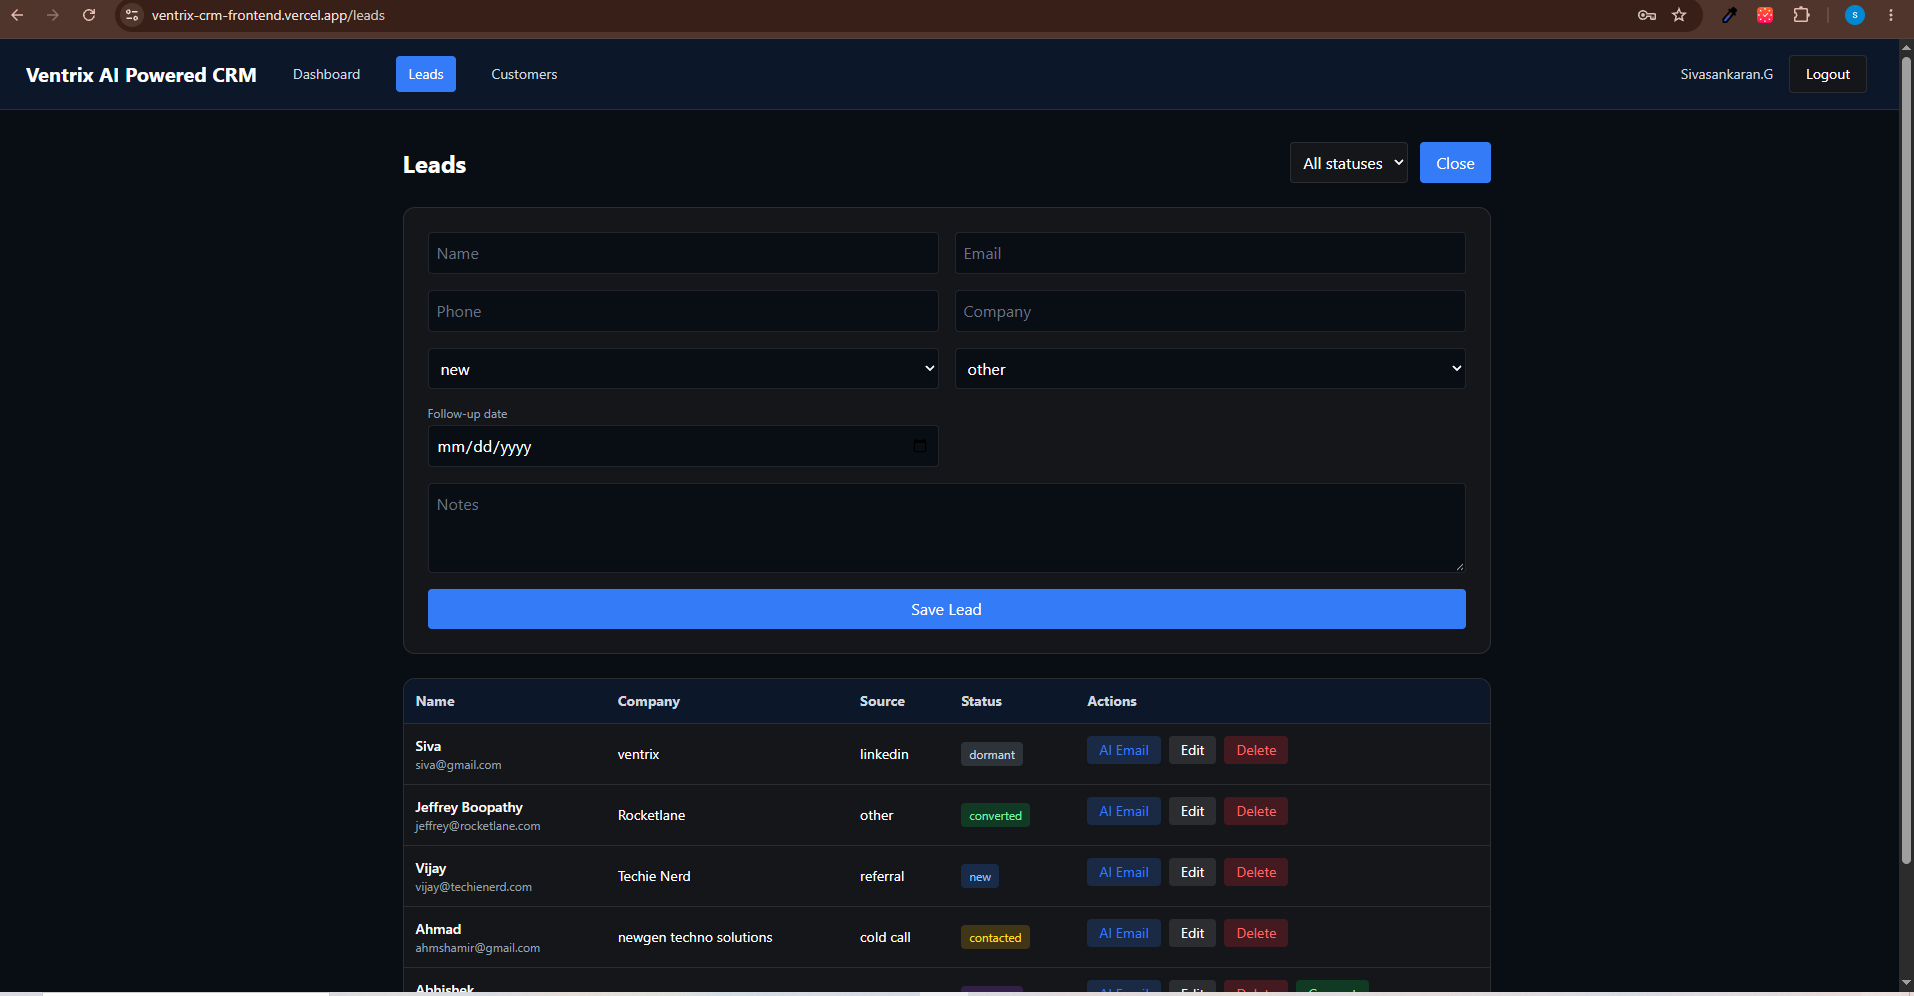 ventrix-crm-frontend.vercel.app/leads
S
Ventrix AI Powered CRM Dashboard Leads Customers Sivasankaran.G Logout
Leads All statuses Close
Name Email
Phone Company
new other
Follow-up date
mm/dd/yyyy
Notes
Save Lead
Name Company Source Status Actions
Siva
siva@gmail.com ventrix linkedin dormant AI Email Edit Delete
Jeffrey Boopathy
jeffrey@rocketlane.com Rocketlane other converted AI Email Edit Delete
Vijay
vijay@techienerd.com Techie Nerd referral new AI Email Edit Delete
Ahmad
ahmshamir@gmail.com newgen techno solutions cold call contacted AI Email Edit Delete
Abhishek AI Email Edit Delete